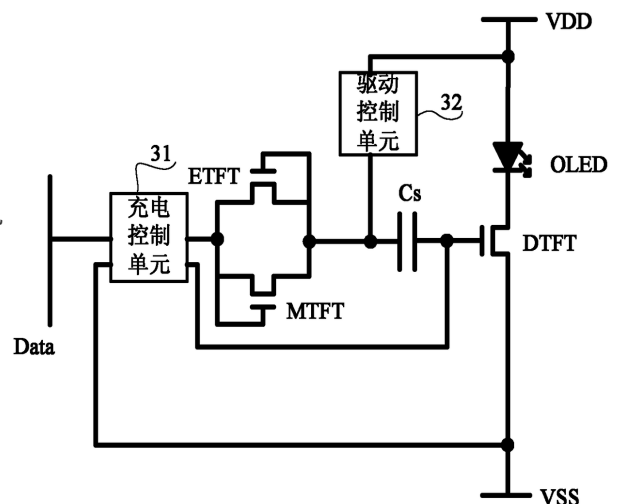 VDD
驱动
控制
单元
32
31
ETFT
OLED
充电
控制
单元
Cs
DTFT
MTFT
Data
VSS